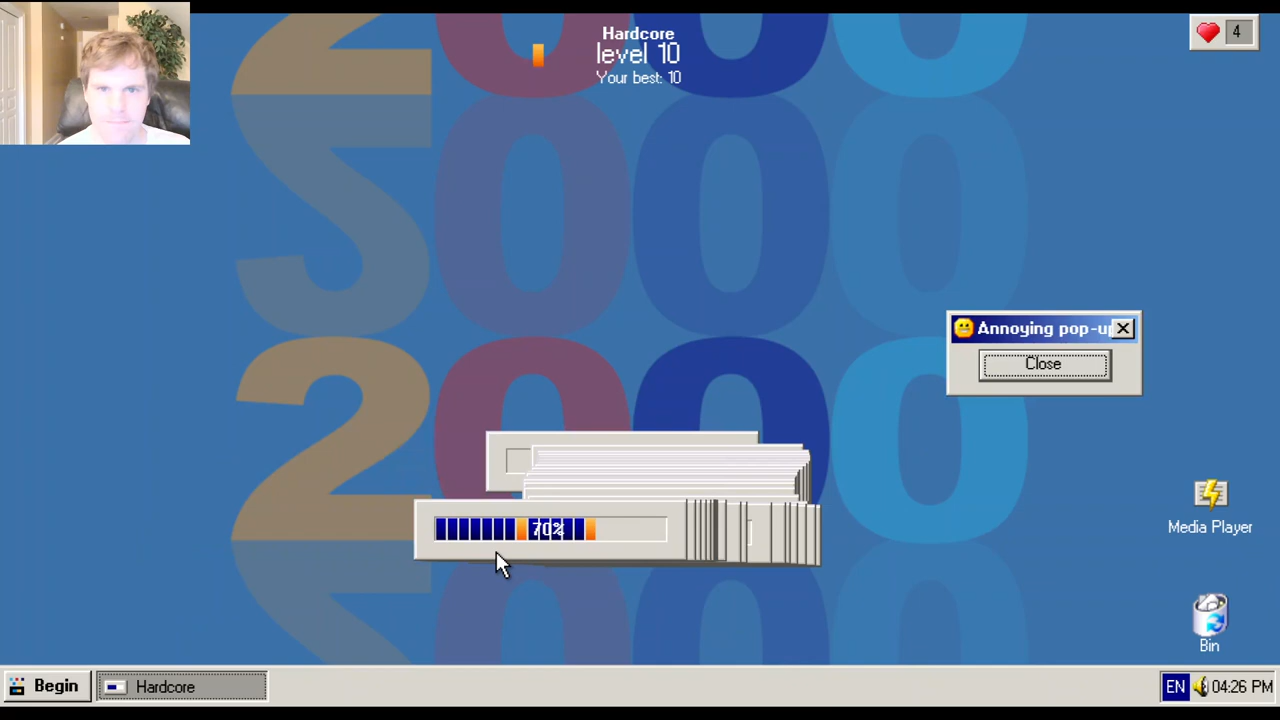 Hardcore
level 10
Your best: 10
4
2000
Annoying pop-up
Close
70%
Media Player
Bin
Begin
Hardcore
EN
04:26 PM